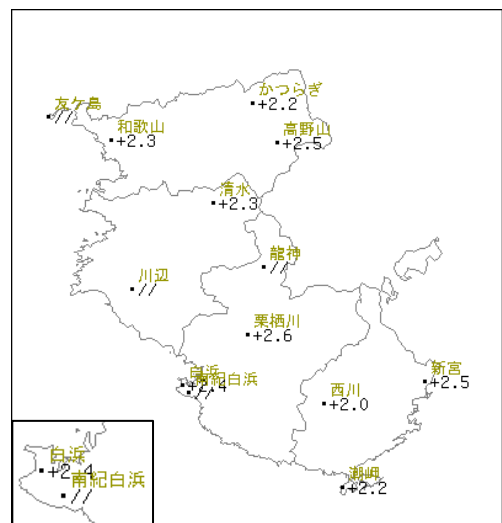 かつらぎ
+2.2
友ケ島
//
和歌山
+2.3
高野山
+2.5
清水
+2.3
龍神
//
川辺
//
栗栖川
+2.6
白浜
+2.4
南紀白浜
//
新宮
+2.5
西川
+2.0
潮岬
+2.2
白浜
+2.4
南紀白浜
//